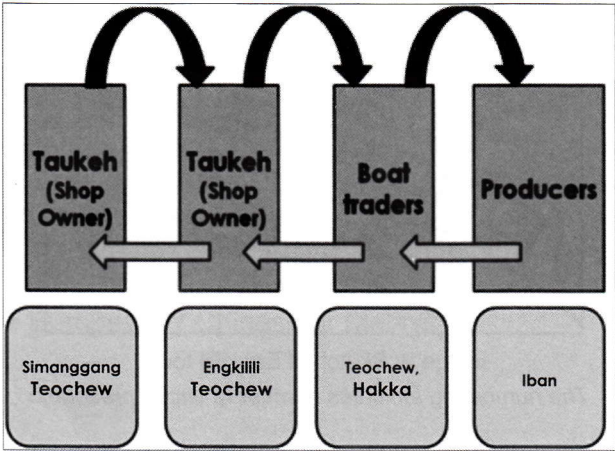 Taukeh
(Shop
Owner)
Taukeh
(Shop
Owner)
Boat
traders
Producers
Simanggang
Teochew
Engkilili
Teochew
Teochew,
Hakka
Iban